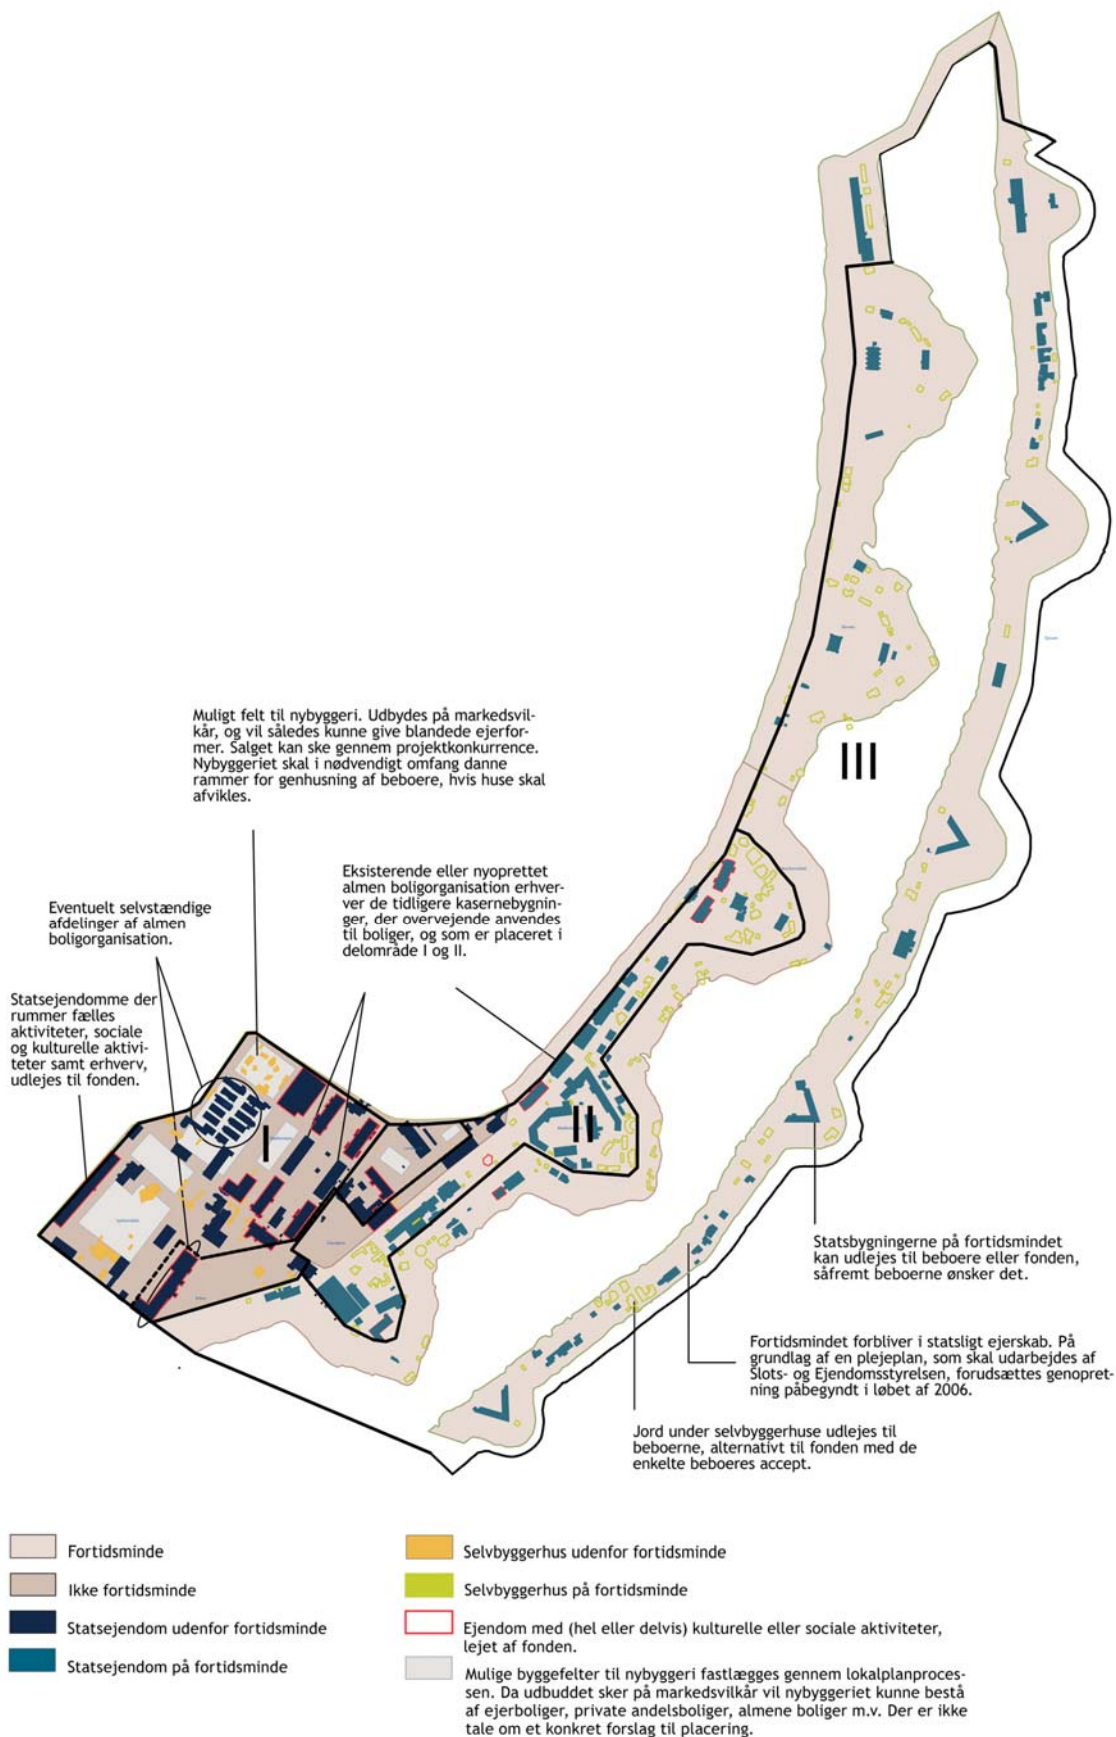 Muligt felt til nybyggeri. Udbydes på markedsvil-
kår, og vil således kunne give blandede ejerfor-
mer. Salget kan ske gennem projektkonkurrence.
Nybyggeriet skal i nødvendigt omfang danne
rammer for genhusning af beboere, hvis huse skal
afvikles.
III
Eksisterende eller nyoprettet
almen boligorganisation erhver-
ver de tidligere kasernebygnin-
ger, der overvejende anvendes
til boliger, og som er placeret i
delområde I og II.
Eventuelt selvstændige
afdelinger af almen
boligorganisation.
Statsejendomme der
rummer fælles
aktiviteter, sociale
og kulturelle aktivi-
teter samt erhverv,
udlejes til fonden.
I
II
Statsbygningerne på fortidsmindet
kan udlejes til beboere eller fonden,
såfremt beboerne ønsker det.
Fortidsmindet forbliver i statsligt ejerskab. På
grundlag af en plejeplan, som skal udarbejdes af
Slots- og Ejendomsstyrelsen, forudsættes genopret-
ning påbegyndt i løbet af 2006.
Jord under selvbyggerhuse udlejes til
beboerne, alternativt til fonden med de
enkelte beboeres accept.
Fortidsminde
Ikke fortidsminde
Statsejendom udenfor fortidsminde
Statsejendom på fortidsminde
Selvbyggerhus udenfor fortidsminde
Selvbyggerhus på fortidsminde
Ejendom med (hel eller delvis) kulturelle eller sociale aktiviteter,
lejet af fonden.
Mulige byggefelter til nybyggeri fastlægges gennem lokalplanproces-
sen. Da udbuddet sker på markedsvilkår vil nybyggeriet kunne bestå
af ejerboliger, private andelsboliger, almene boliger m.v. Der er ikke
tale om et konkret forslag til placering.